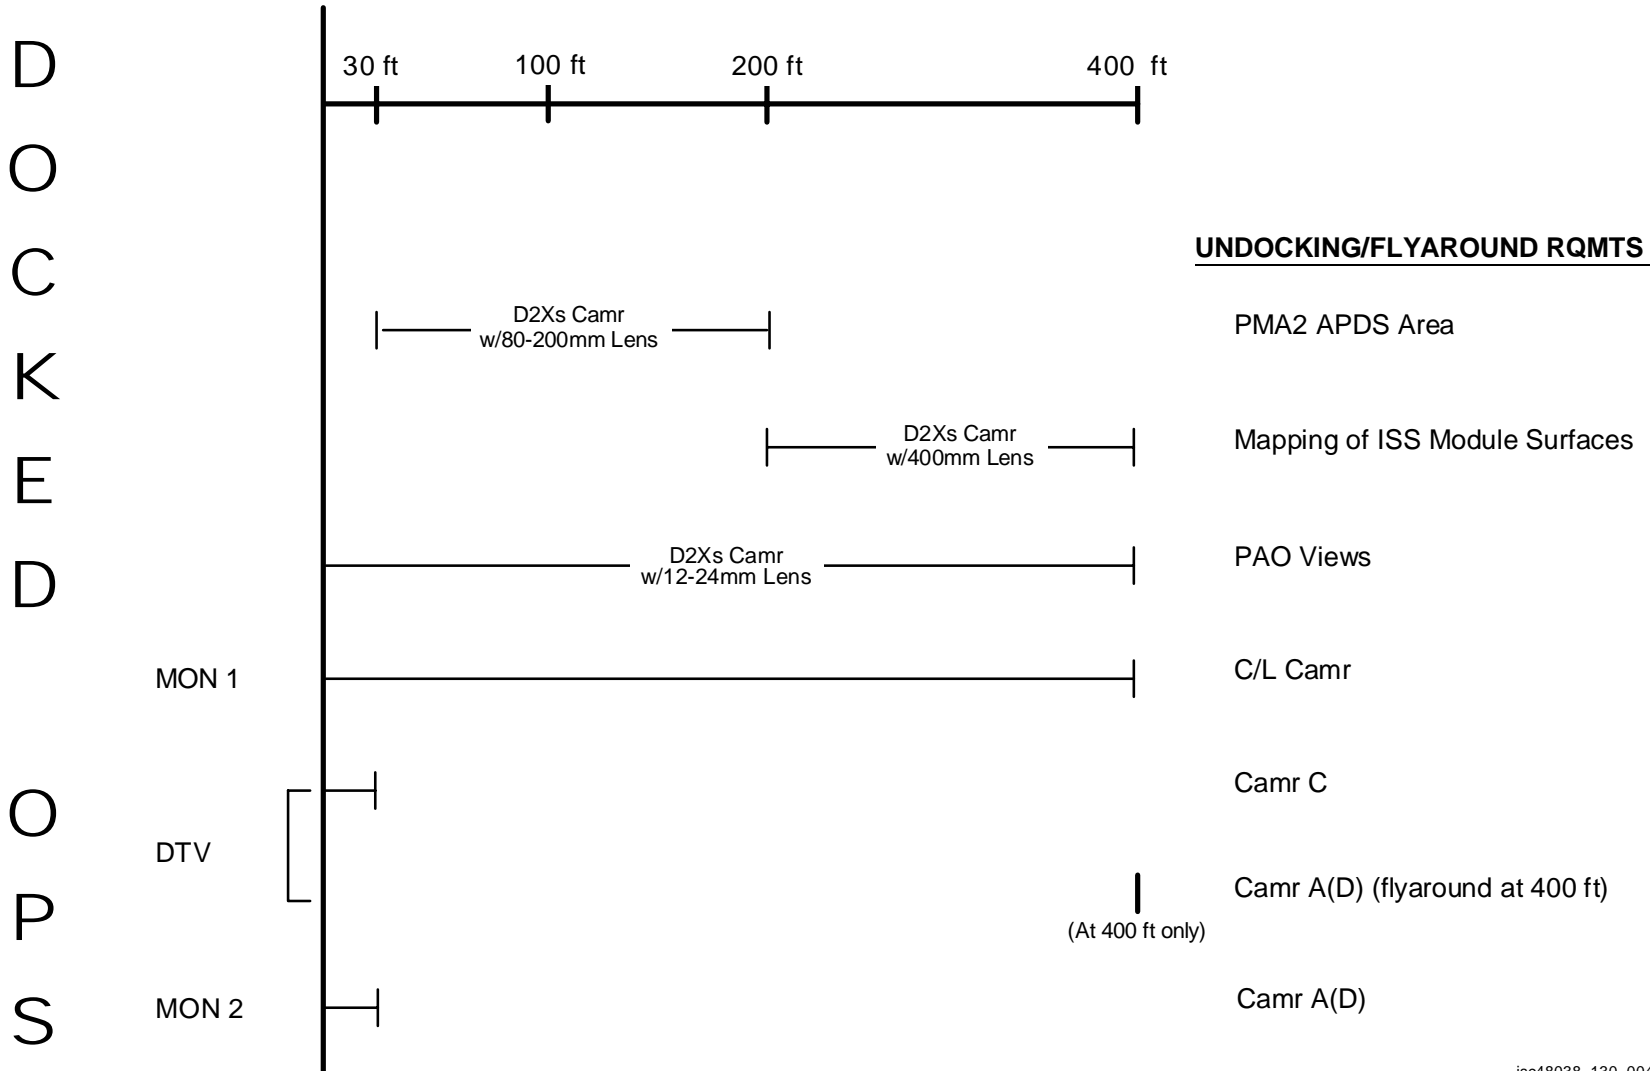 DOCKED OPS
30 ft 100 ft 200 ft 400 ft
UNDOCKING/FLYAROUND RQMTS
D2Xs Camr
w/80-200mm Lens
PMA2 APDS Area
D2Xs Camr
w/400mm Lens
Mapping of ISS Module Surfaces
D2Xs Camr
w/12-24mm Lens
PAO Views
MON 1
C/L Camr
Camr C
DTV
Camr A(D) (flyaround at 400 ft)
(At 400 ft only)
MON 2
Camr A(D)